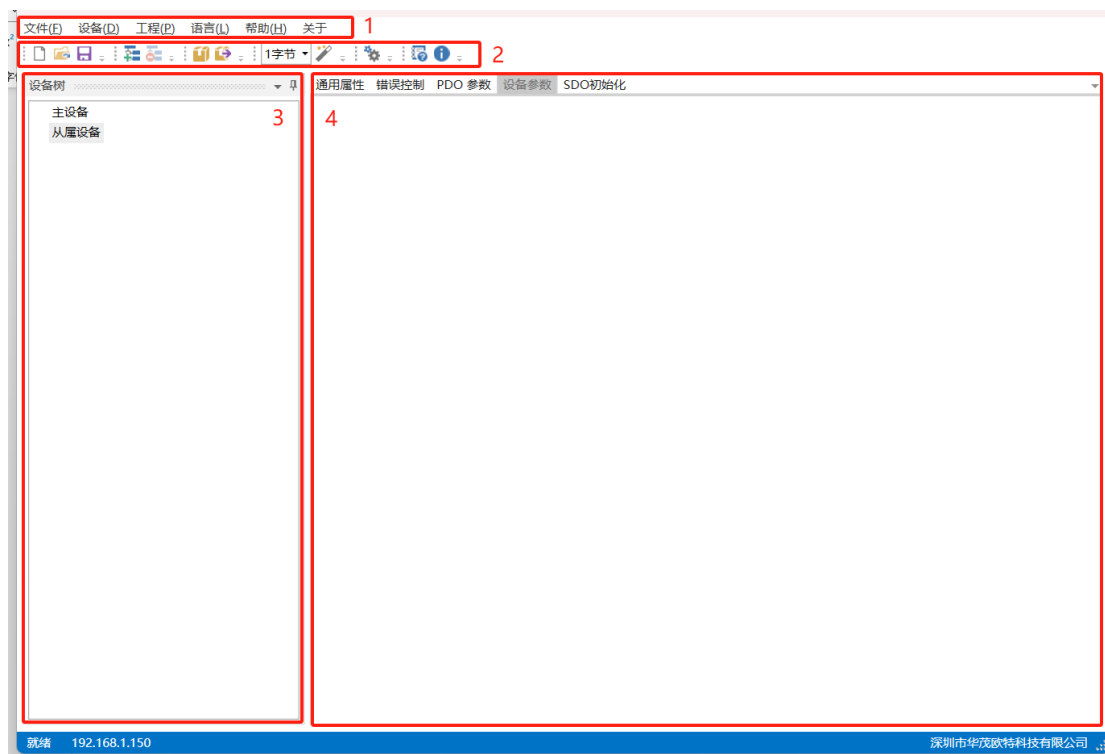 文件(F) 设备(D) 工程(P) 语言(L) 帮助(H) 关于 1
1字节 2
设备树
主设备
从属设备
3
通用属性 错误控制 PDO 参数 设备参数 SDO初始化
4
就绪 192.168.1.150 深圳市华茂欧特科技有限公司